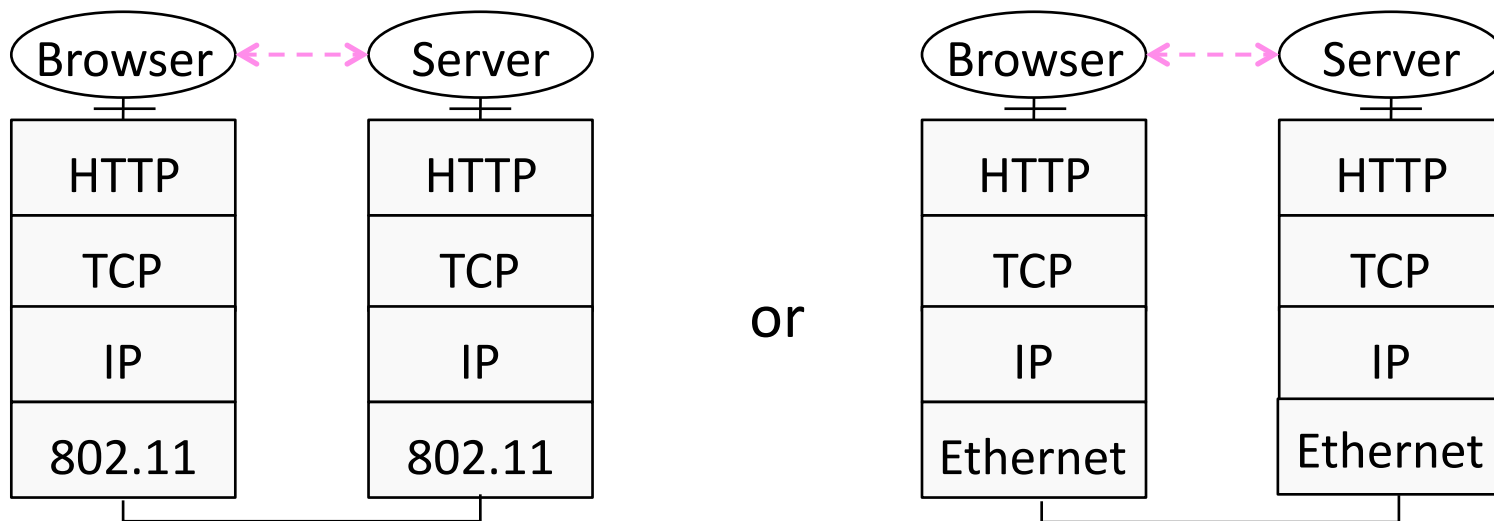 Browser Server Browser Server
HTTP HTTP HTTP HTTP
TCP TCP TCP TCP
or
IP IP IP IP
802.11 802.11 Ethernet Ethernet